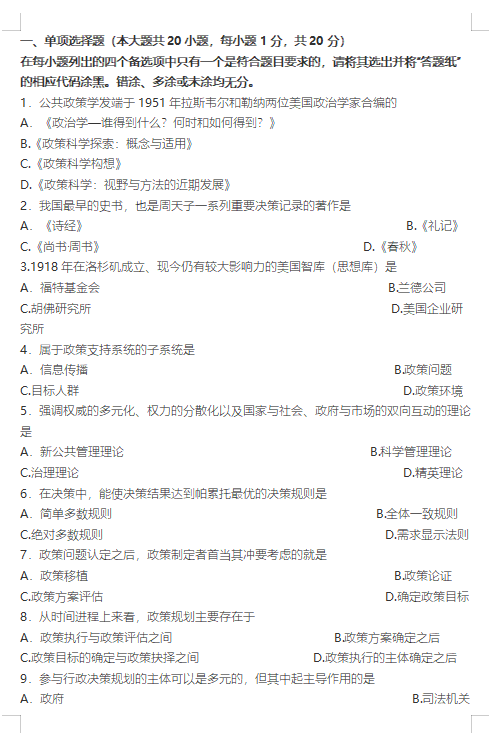 一、单项选择题（本大题共 20 小题，每小题 1 分，共 20 分）
在每小题列出的四个备选项中只有一个是符合题目要求的，请将其选出并将“答题纸”
的相应代码涂黑。错涂、多涂或未涂均无分。
1．公共政策学发端于 1951 年拉斯韦尔和勒纳两位美国政治学家合编的
A．《政治学—谁得到什么？何时和如何得到？》
B.《政策科学探索：概念与适用》
C.《政策科学构想》
D.《政策科学：视野与方法的近期发展》
2．我国最早的史书，也是周天子一系列重要决策记录的著作是
A．《诗经》 B.《礼记》
C.《尚书·周书》 D.《春秋》
3.1918 年在洛杉矶成立、现今仍有较大影响力的美国智库（思想库）是
A．福特基金会 B.兰德公司
C.胡佛研究所 D.美国企业研
究所
4．属于政策支持系统的子系统是
A．信息传播 B.政策问题
C.目标人群 D.政策环境
5．强调权威的多元化、权力的分散化以及国家与社会、政府与市场的双向互动的理论
是
A．新公共管理理论 B.科学管理理论
C.治理理论 D.精英理论
6．在决策中，能使决策结果达到帕累托最优的决策规则是
A．简单多数规则 B.全体一致规则
C.绝对多数规则 D.需求显示法则
7．政策问题认定之后，政策制定者首当其冲要考虑的就是
A．政策移植 B.政策论证
C.政策方案评估 D.确定政策目标
8．从时间进程上来看，政策规划主要存在于
A．政策执行与政策评估之间 B.政策方案确定之后
C.政策目标的确定与政策抉择之间 D.政策执行的主体确定之后
9．参与行政决策规划的主体可以是多元的，但其中起主导作用的是
A．政府 B.司法机关